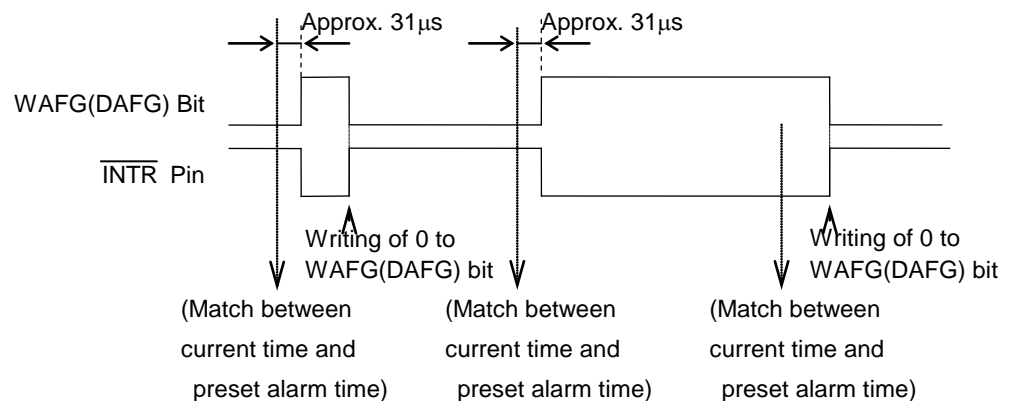 Approx. 31μs
Approx. 31μs
WAFG(DAFG) Bit
INTR Pin
Writing of 0 to
WAFG(DAFG) bit
Writing of 0 to
WAFG(DAFG) bit
(Match between
current time and
preset alarm time)
(Match between
current time and
preset alarm time)
(Match between
current time and
preset alarm time)